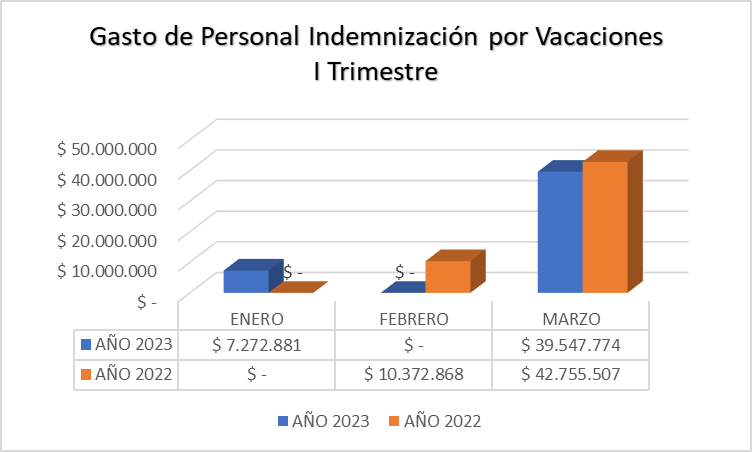 Gasto de Personal Indemnización por Vacaciones
I Trimestre
$ 50.000.000
$ 40.000.000
$ 30.000.000
$ 20.000.000
$ 10.000.000
$ -
$ -
$ -
ENERO FEBRERO MARZO
AÑO 2023 $ 7.272.881 $ - $ 39.547.774
AÑO 2022 $ - $ 10.372.868 $ 42.755.507
AÑO 2023 AÑO 2022